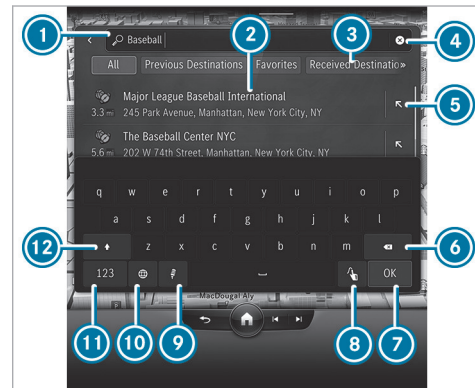 1
2
3
4
Baseball
All Previous Destinations Favorites Received Destinatio»
Major League Baseball International
3.3 mi 245 Park Avenue, Manhattan, New York City, NY
5
The Baseball Center NYC
5.6 mi 202 W 74th Street, Manhattan, New York City, NY
q w e r t y u i o p
a s d f g h j k l
12
z x c v b n m
6
123
OK
MacDougal Aly
11
10
9
8
7